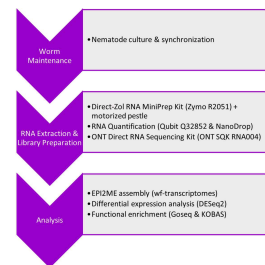 Worm
Maintenance
•Nematode culture & synchronization
RNA Extraction &
Library Preparation
•Direct-Zol RNA MiniPrep Kit (Zymo R2051) +
motorized pestle
•RNA Quantification (Qubit Q32852 & NanoDrop)
•ONT Direct RNA Sequencing Kit (ONT SQK RNA004)
Analysis
•EPI2ME assembly (wf-transcriptomes)
•Differential expression analysis (DESeq2)
•Functional enrichment (Goseq & KOBAS)